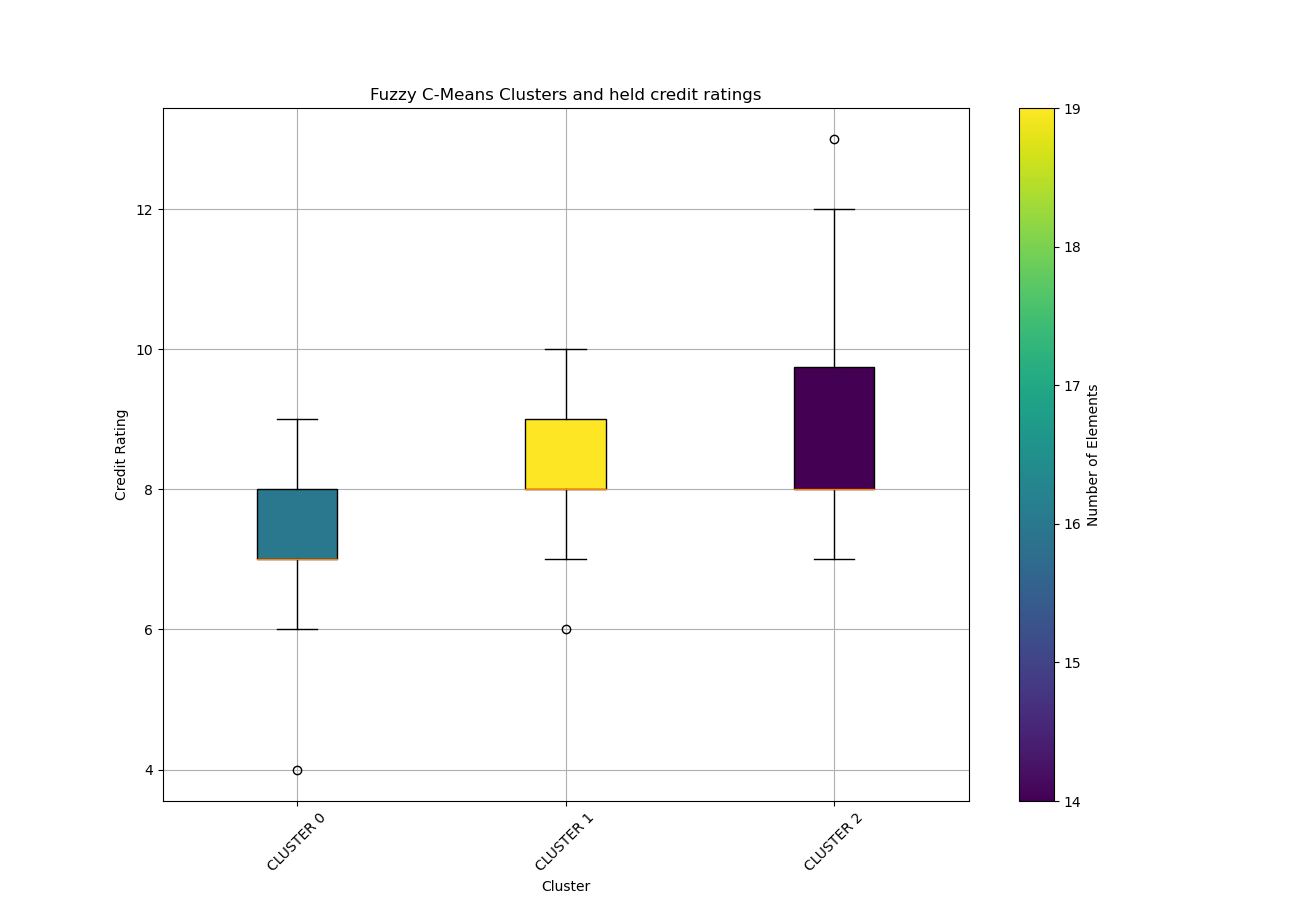 Fuzzy C-Means Clusters and held credit ratings
12
10
8
6
4
Credit Rating
CLUSTER 0
CLUSTER 1
CLUSTER 2
Cluster
19
18
17
16
15
14
Number of Elements